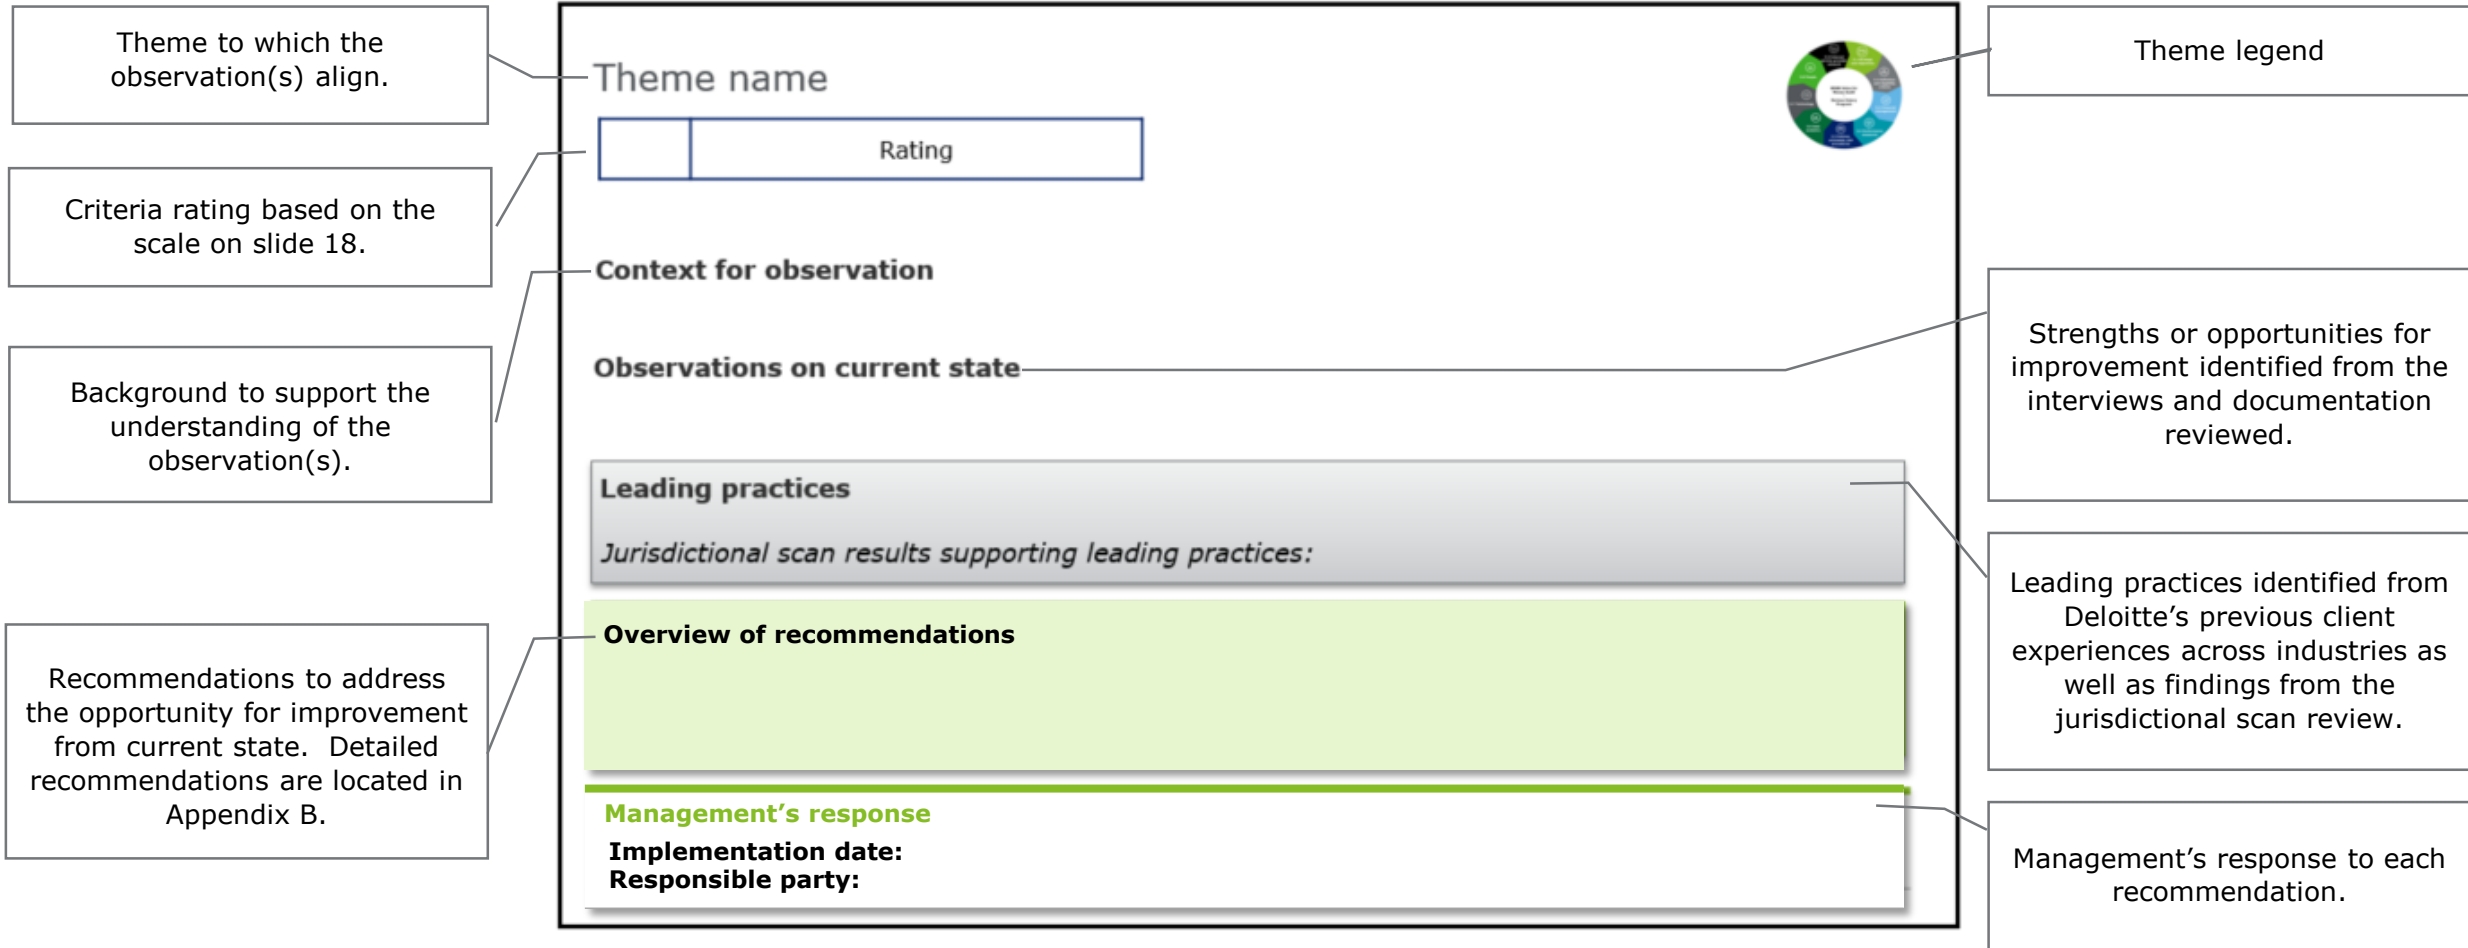 Theme to which the
observation(s) align.
Criteria rating based on the
scale on slide 18.
Background to support the
understanding of the
observation(s).
Recommendations to address
the opportunity for improvement
from current state.  Detailed
recommendations are located in
Appendix B.
Theme name
Rating
Context for observation
Observations on current state
Leading practices
Jurisdictional scan results supporting leading practices:
Overview of recommendations
Management’s response
Implementation date:
Responsible party:
Theme legend
Strengths or opportunities for
improvement identified from the
interviews and documentation
reviewed.
Leading practices identified from
Deloitte’s previous client
experiences across industries as
well as findings from the
jurisdictional scan review.
Management’s response to each
recommendation.